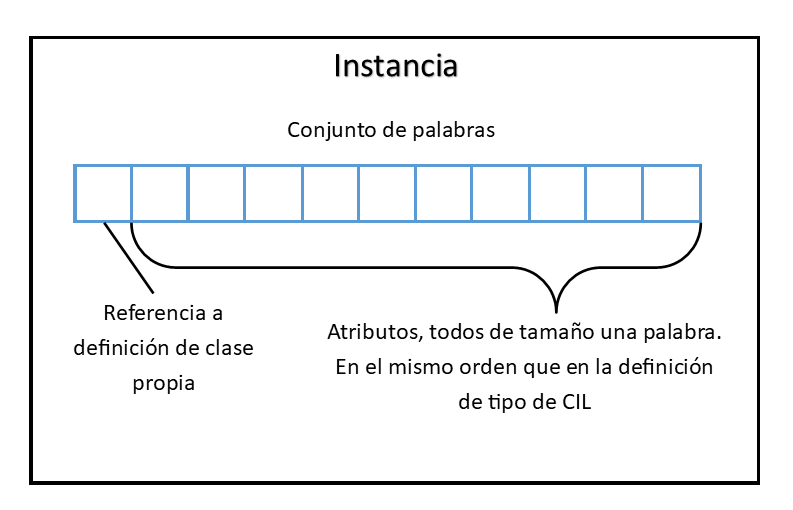 Instancia
Conjunto de palabras
Referencia a
definición de clase
propia
Atributos, todos de tamaño una palabra.
En el mismo orden que en la definición
de tipo de CIL